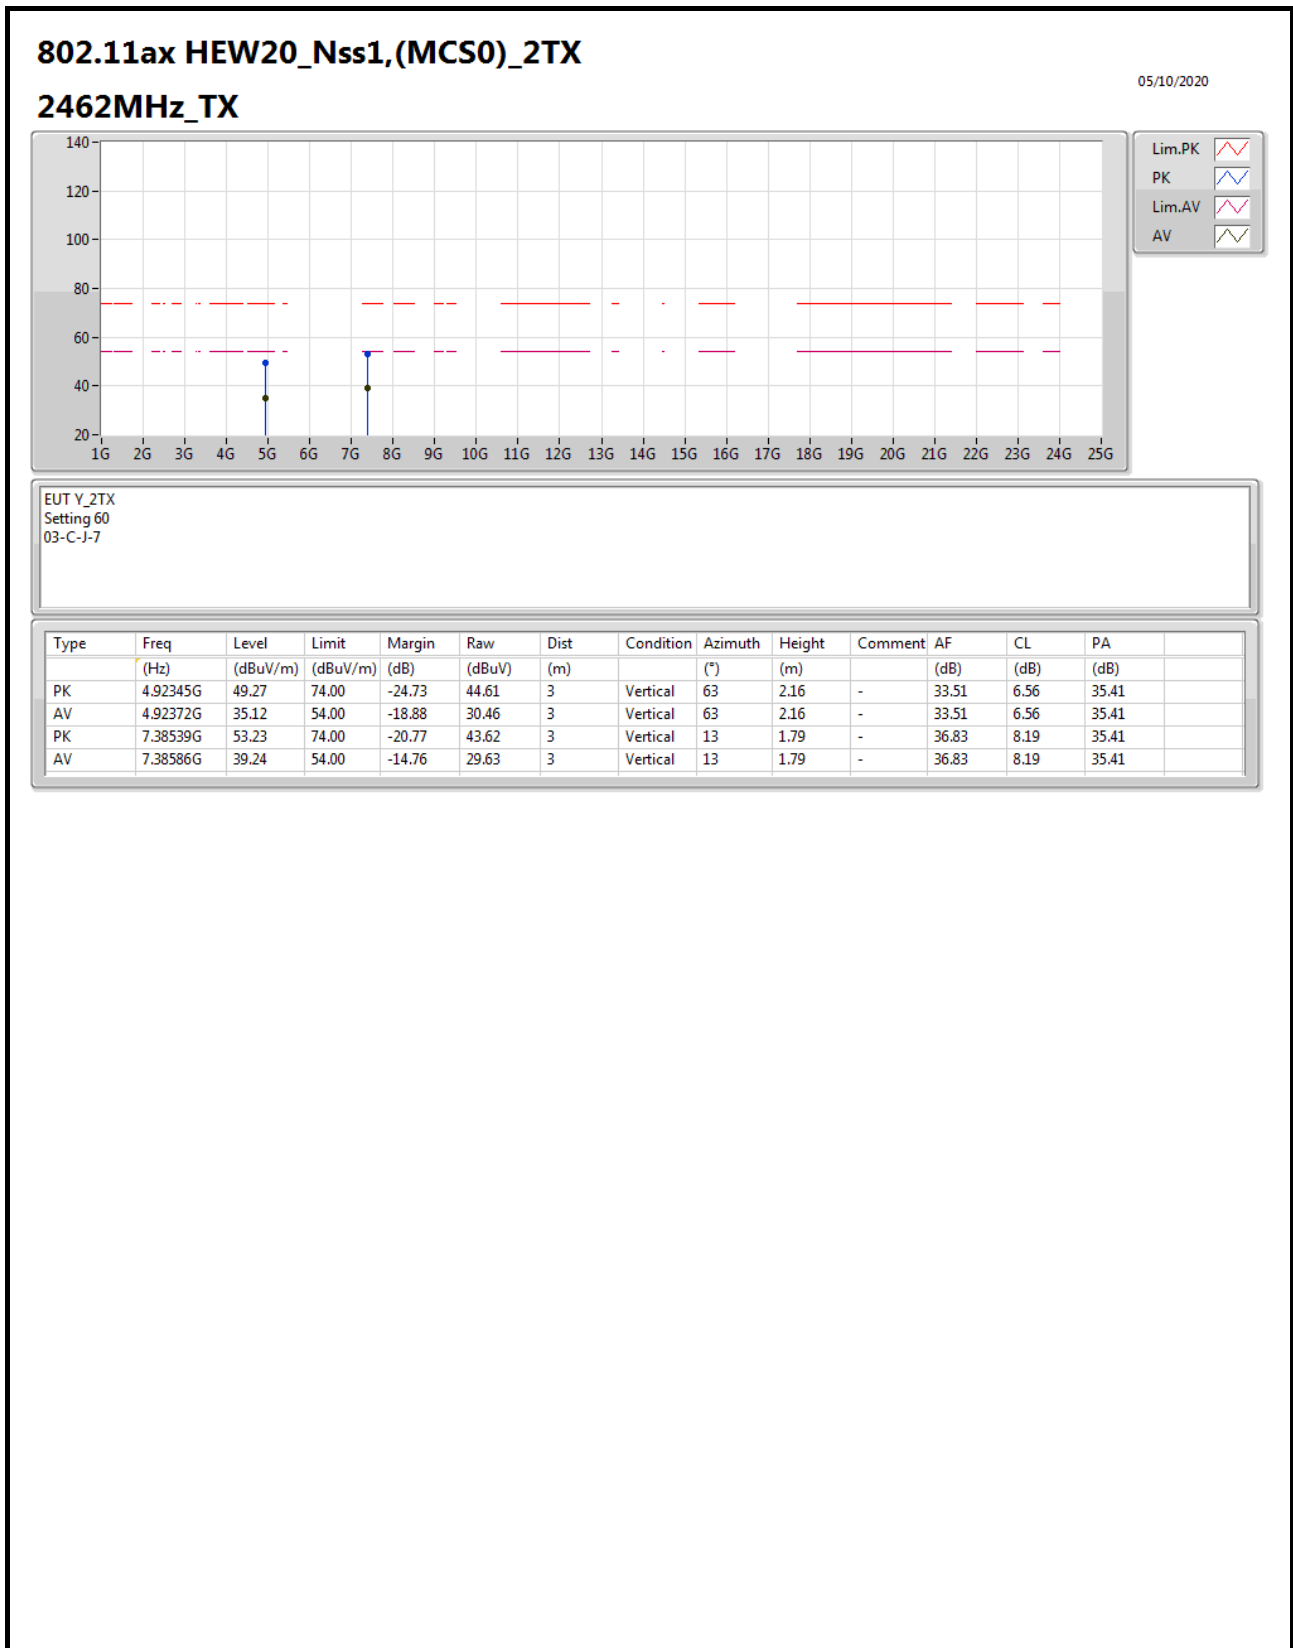 802.11ax HEW20_Nss1,(MCS0)_2TX
05/10/2020
2462MHz_TX
140
120
100
80
60
40
20
1G 2G 3G 4G 5G 6G 7G 8G 9G 10G 11G 12G 13G 14G 15G 16G 17G 18G 19G 20G 21G 22G 23G 24G 25G
Lim.PK
PK
Lim.AV
AV
EUT Y_2TX
Setting 60
03-C-J-7
Type Freq Level Limit Margin Raw Dist Condition Azimuth Height Comment AF CL PA
(Hz) (dBuV/m) (dBuV/m) (dB) (dBuV) (m) (°) (m) (dB) (dB) (dB)
PK 4.92345G 49.27 74.00 -24.73 44.61 3 Vertical 63 2.16 - 33.51 6.56 35.41
AV 4.92372G 35.12 54.00 -18.88 30.46 3 Vertical 63 2.16 - 33.51 6.56 35.41
PK 7.38539G 53.23 74.00 -20.77 43.62 3 Vertical 13 1.79 - 36.83 8.19 35.41
AV 7.38586G 39.24 54.00 -14.76 29.63 3 Vertical 13 1.79 - 36.83 8.19 35.41